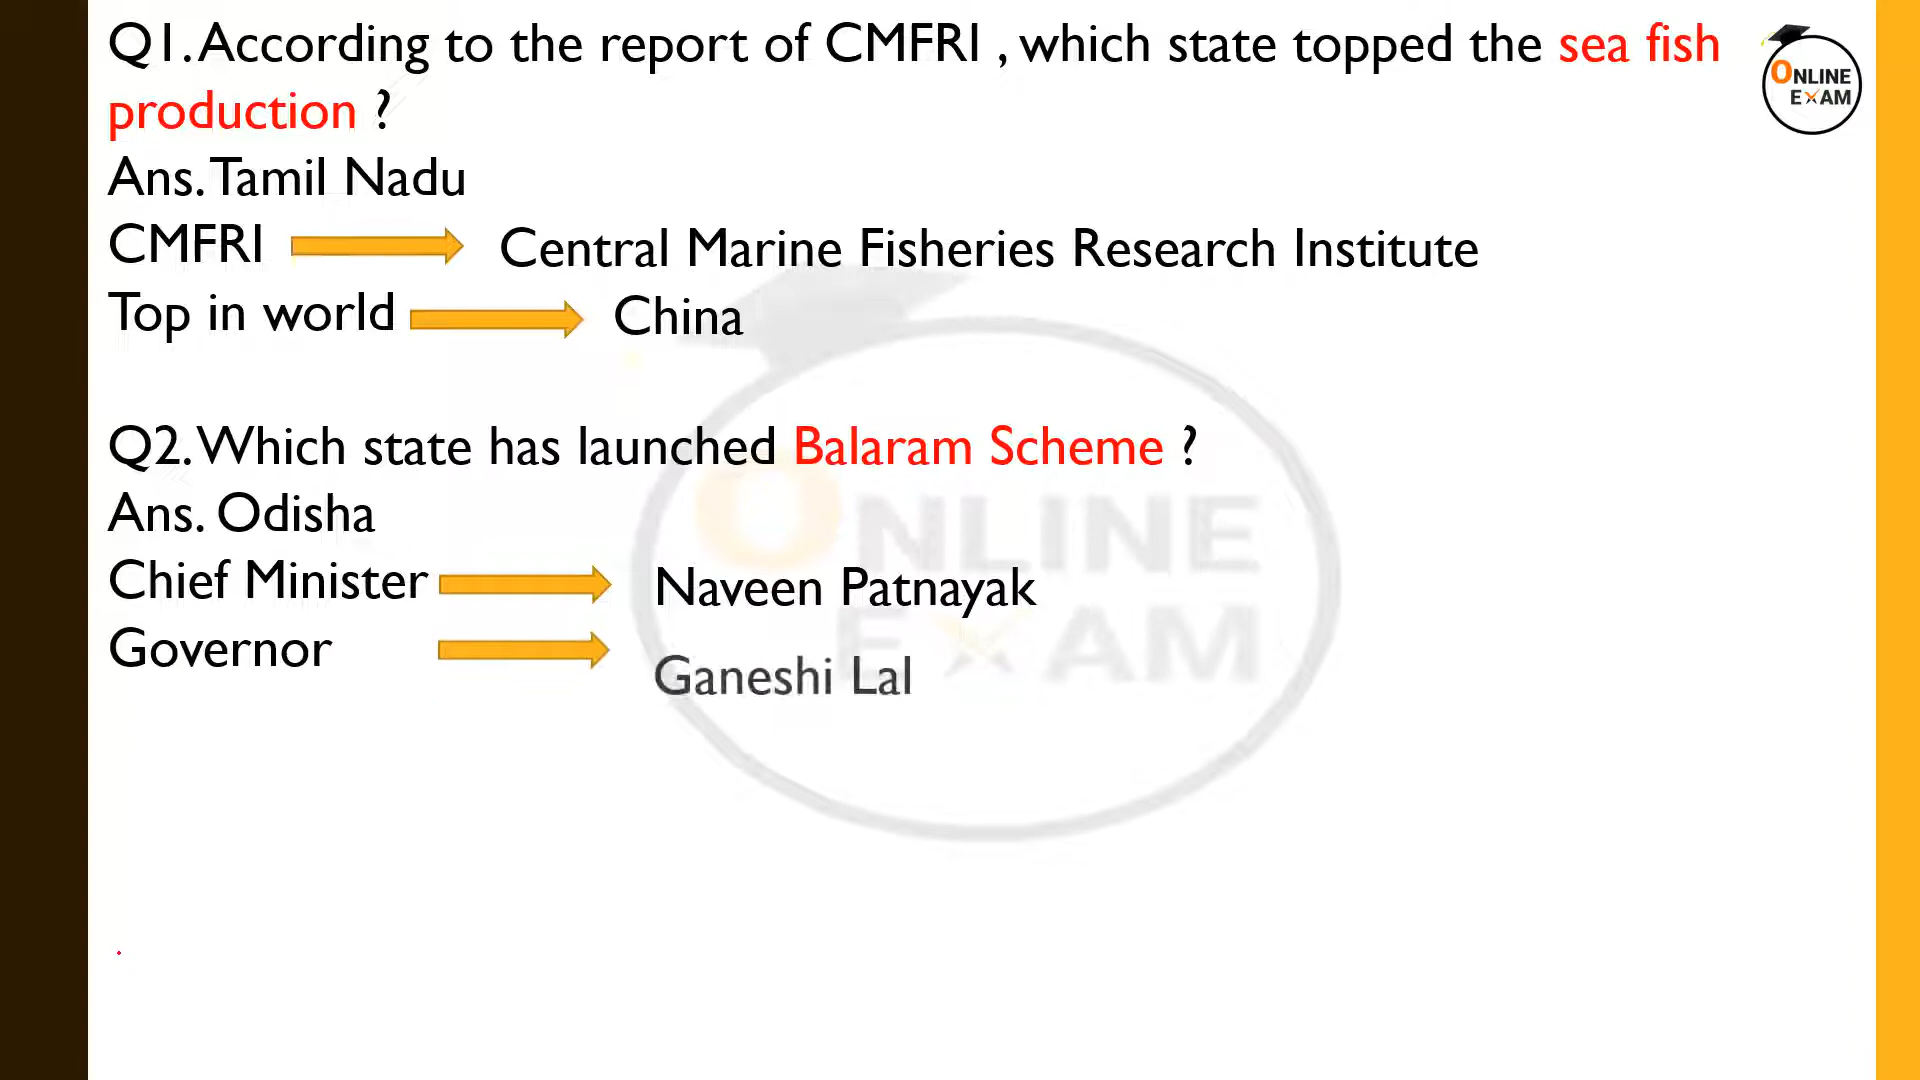 Q1. According to the report of CMFRI , which state topped the sea fish
production ?
Ans. Tamil Nadu
CMFRI
Central Marine Fisheries Research Institute
Top in world
China
Q2. Which state has launched Balaram Scheme ?
Ans. Odisha
Chief Minister
Naveen Patnayak
Governor
Ganeshi Lal
ONLINE
EXAM
ONLINE
EXAM